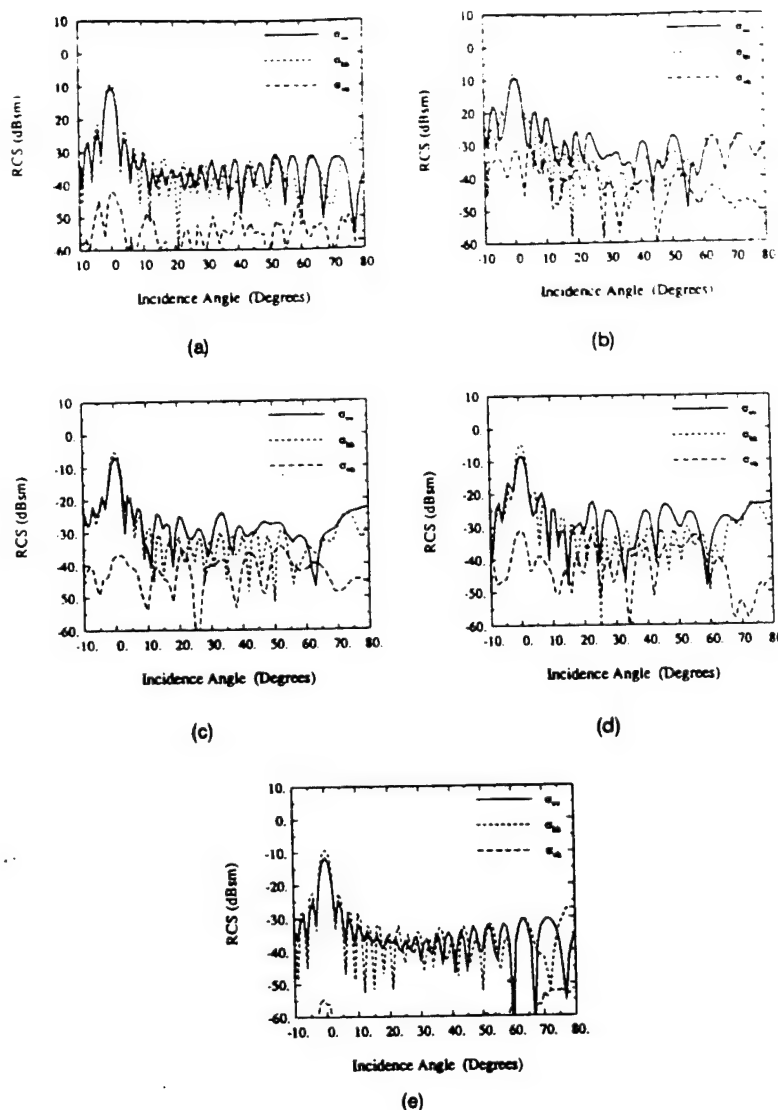 10
0
10
20
30
40
50
60
RCS (dBsm)
10 0 10 20 30 40 50 60 70 80
Incidence Angle (Degrees)
(a)
10
0
10
20
30
40
50
60
RCS (dBsm)
-10 0 10 20 30 40 50 60 70 80
Incidence Angle (Degrees)
(b)
10
0.
-10.
-20.
-30.
-40.
-50.
-60.
RCS (dBsm)
-10. 0. 10. 20. 30. 40. 50. 60. 70. 80.
Incidence Angle (Degrees)
(c)
10
0.
-10.
-20.
-30.
-40.
-50.
-60.
RCS (dBsm)
-10. 0. 10. 20. 30. 40. 50. 60. 70. 80.
Incidence Angle (Degrees)
(d)
10.
0.
-10.
-20.
-30.
-40.
-50.
-60.
RCS (dBsm)
-10. 0. 10. 20. 30. 40. 50. 60. 70. 80.
Incidence Angle (Degrees)
(e)